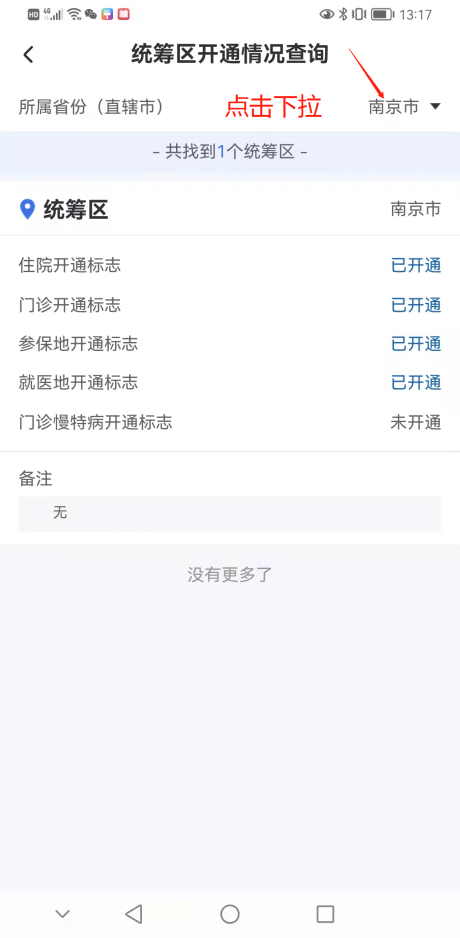 HD 4G 13:17
统筹区开通情况查询
所属省份（直辖市） 点击下拉 南京市
– 共找到1个统筹区 –
统筹区 南京市
住院开通标志 已开通
门诊开通标志 已开通
参保地开通标志 已开通
就医地开通标志 已开通
门诊慢特病开通标志 未开通
备注
无
没有更多了